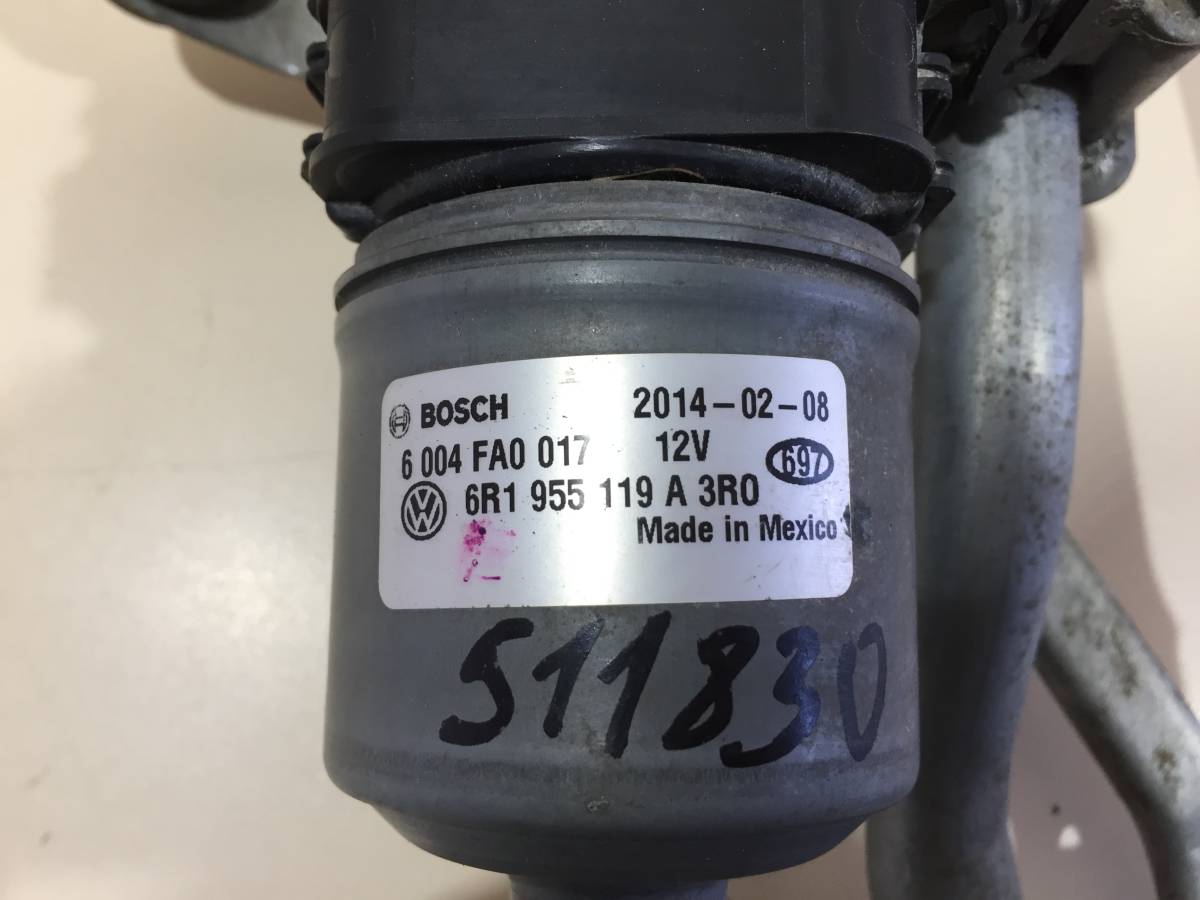 BOSCH 2014-02-08
6 004 FA0 017 12V 697
6R1 955 119 A 3R0
Made in Mexico
511830